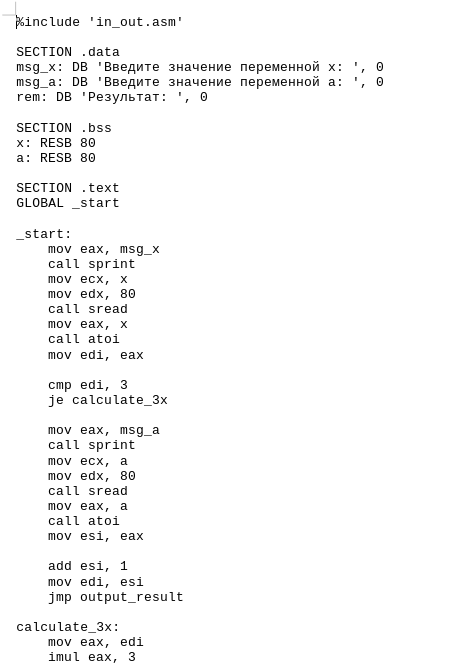 %include 'in_out.asm'
SECTION .data
msg_x: DB 'Введите значение переменной x: ', 0
msg_a: DB 'Введите значение переменной a: ', 0
rem: DB 'Результат: ', 0
SECTION .bss
x: RESB 80
a: RESB 80
SECTION .text
GLOBAL _start
_start:
mov eax, msg_x
call sprint
mov ecx, x
mov edx, 80
call sread
mov eax, x
call atoi
mov edi, eax
cmp edi, 3
je calculate_3x
mov eax, msg_a
call sprint
mov ecx, a
mov edx, 80
call sread
mov eax, a
call atoi
mov esi, eax
add esi, 1
mov edi, esi
jmp output_result
calculate_3x:
mov eax, edi
imul eax, 3